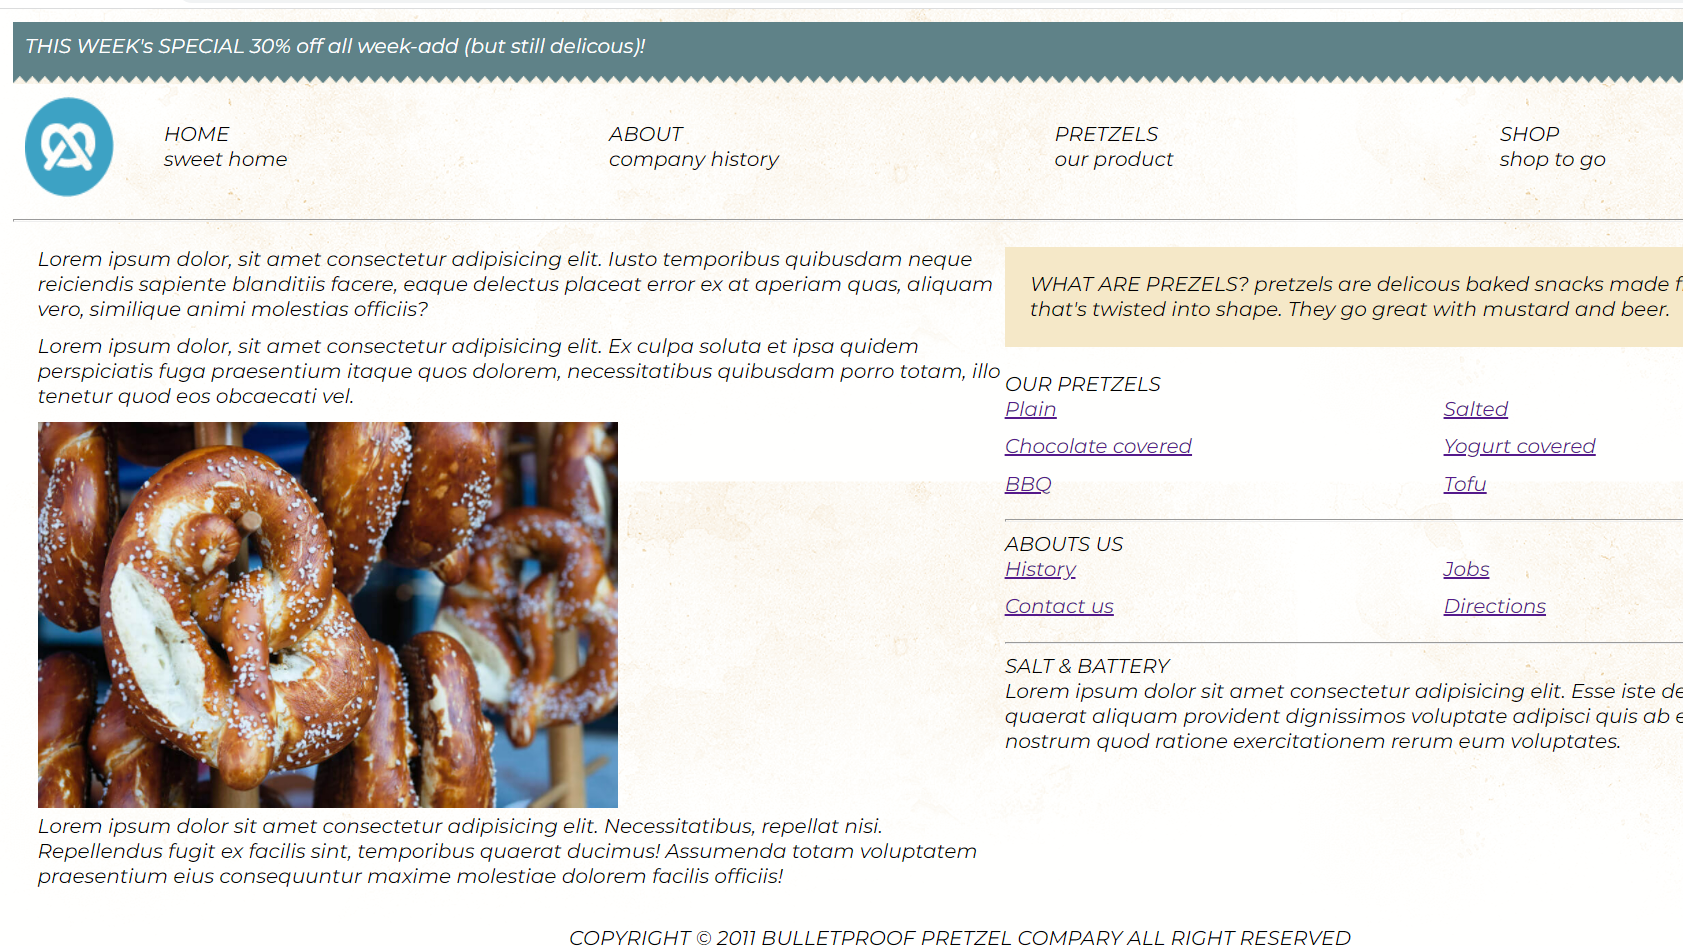 THIS WEEK's SPECIAL 30% off all week-add (but still delicous)!
HOME
sweet home
ABOUT
company history
PRETZELS
our product
SHOP
shop to go
Lorem ipsum dolor, sit amet consectetur adipisicing elit. Iusto temporibus quibusdam neque
reiciendis sapiente blanditiis facere, eaque delectus placeat error ex at aperiam quas, aliquam
vero, similique animi molestias officiis?
Lorem ipsum dolor, sit amet consectetur adipisicing elit. Ex culpa soluta et ipsa quidem
perspiciatis fuga praesentium itaque quos dolorem, necessitatibus quibusdam porro totam, illo
tenetur quod eos obcaecati vel.
Lorem ipsum dolor sit amet consectetur adipisicing elit. Necessitatibus, repellat nisi.
Repellendus fugit ex facilis sint, temporibus quaerat ducimus! Assumenda totam voluptatem
praesentium eius consequuntur maxime molestiae dolorem facilis officiis!
WHAT ARE PREZELS? pretzels are delicous baked snacks made
that's twisted into shape. They go great with mustard and beer.
OUR PRETZELS
Plain
Salted
Chocolate covered
Yogurt covered
BBQ
Tofu
ABOUTS US
History
Jobs
Contact us
Directions
SALT & BATTERY
Lorem ipsum dolor sit amet consectetur adipisicing elit. Esse iste
quaerat aliquam provident dignissimos voluptate adipisci quis ab
nostrum quod ratione exercitationem rerum eum voluptates.
COPYRIGHT © 2011 BULLETPROOF PRETZEL COMPARY ALL RIGHT RESERVED